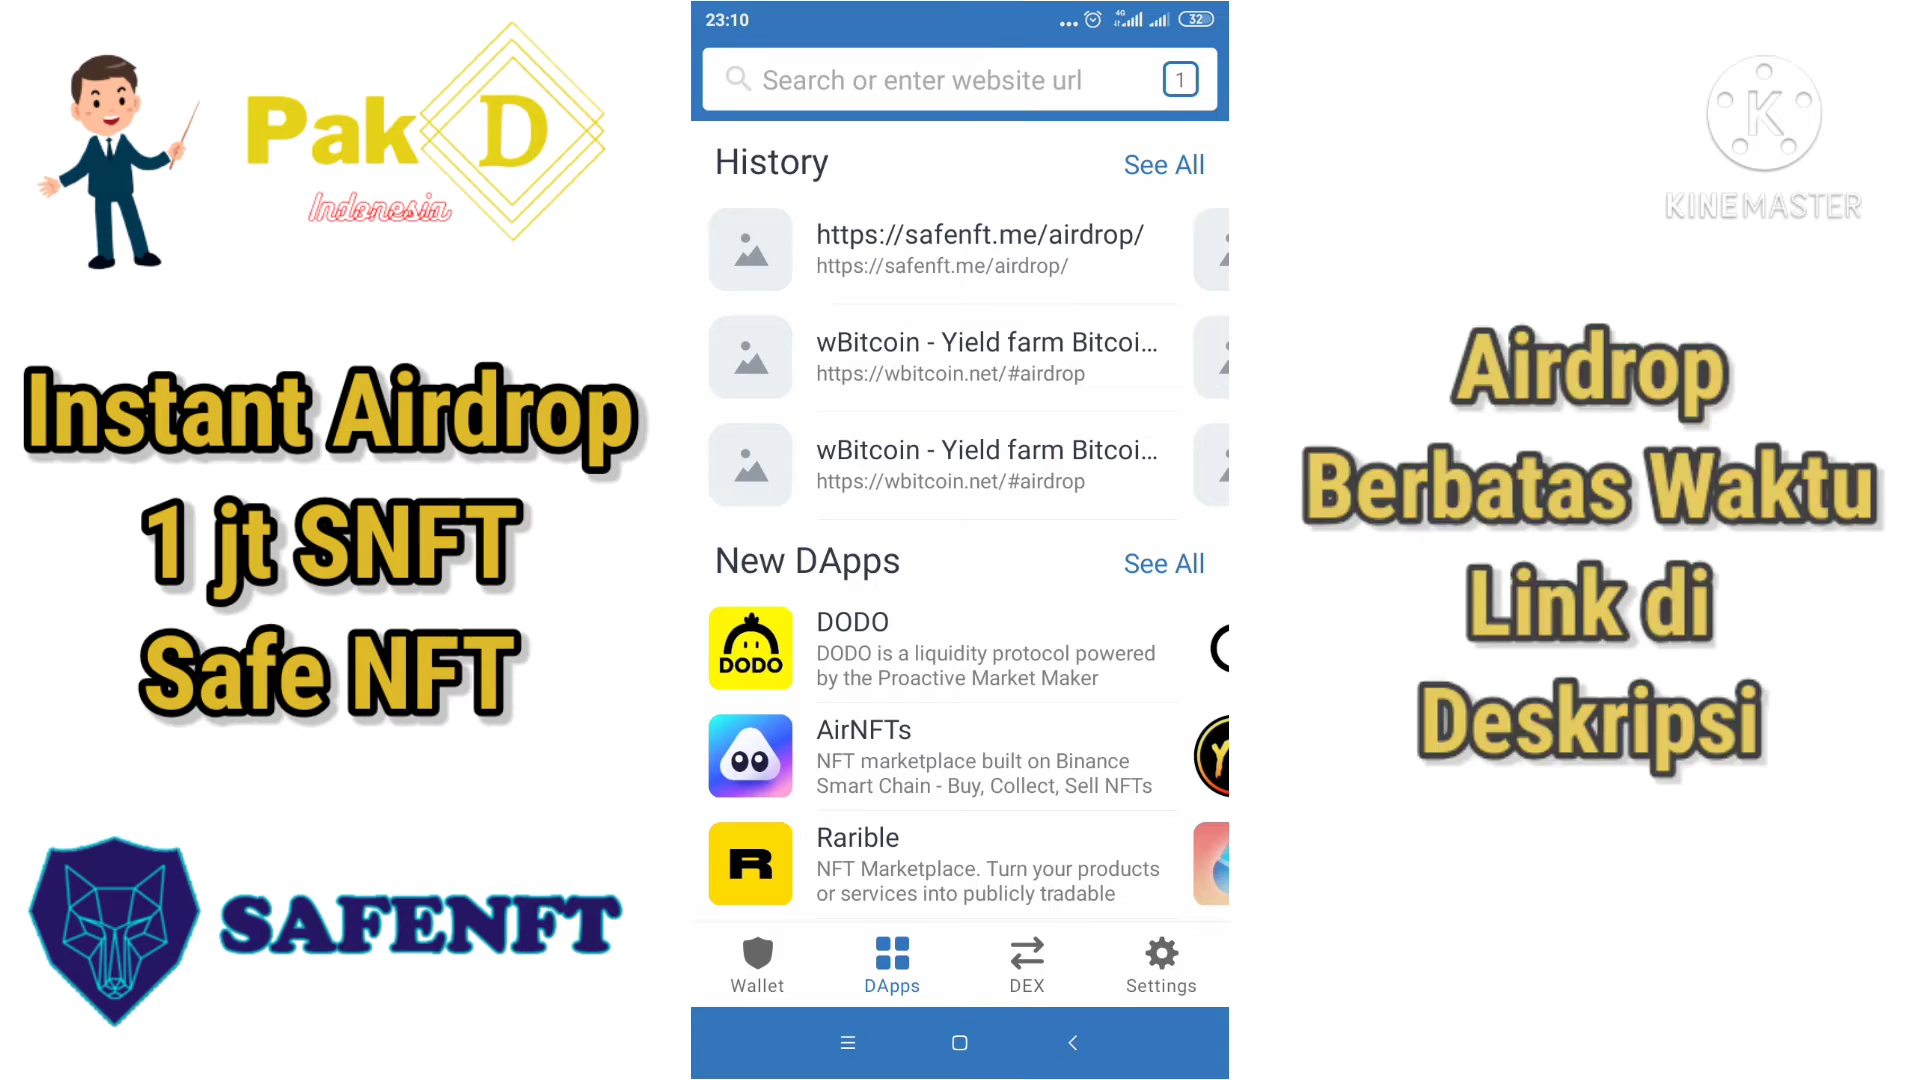 Pak D
Indonesia
Instant Airdrop
1 jt SNFT
Safe NFT
SAFENFT
23:10
4G
32
Search or enter website url
1
History
See All
https://safenft.me/airdrop/
https://safenft.me/airdrop/
wBitcoin - Yield farm Bitcoi...
https://wbitcoin.net/#airdrop
wBitcoin - Yield farm Bitcoi...
https://wbitcoin.net/#airdrop
New DApps
See All
DODO
DODO
DODO is a liquidity protocol powered
by the Proactive Market Maker
AirNFTs
NFT marketplace built on Binance
Smart Chain - Buy, Collect, Sell NFTs
R
Rarible
NFT Marketplace. Turn your products
or services into publicly tradable
Wallet
DApps
DEX
Settings
K
KINEMASTER
Airdrop
Berbatas Waktu
Link di
Deskripsi